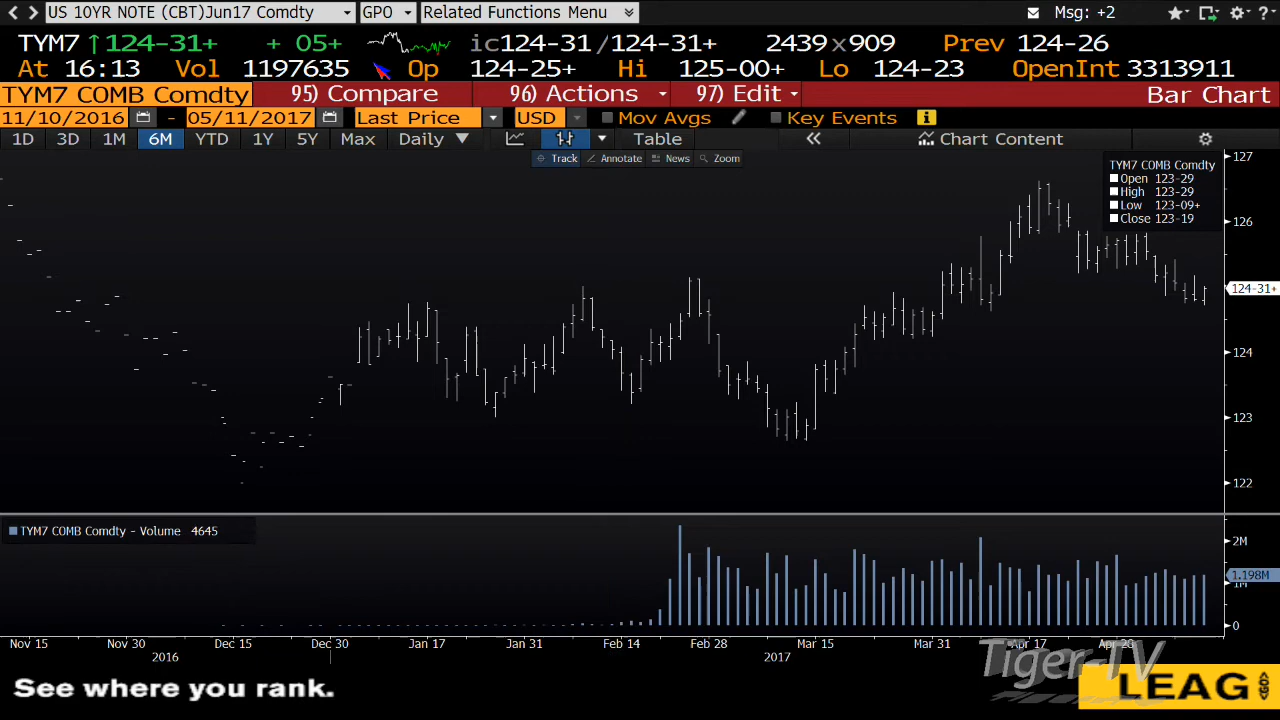 US 10YR NOTE (CBT)Jun17 Comdty GPO Related Functions Menu Msg: +2
TYM7 ↑124-31+ + 05+ ic124-31 /124-31+ 2439x909 Prev 124-26
At 16:13 Vol 1197635 Op 124-25+ Hi 125-00+ Lo 124-23 OpenInt 3313911
TYM7 COMB Comdty 95) Compare 96) Actions 97) Edit Bar Chart
11/10/2016 - 05/11/2017 Last Price USD Mov Avgs Key Events
1D 3D 1M 6M YTD 1Y 5Y Max Daily Table Chart Content
Track Annotate News Zoom
TYM7 COMB Comdty
Open 123-29
High 123-29
Low 123-09+
Close 123-19
127
126
124-31+
124
123
122
TYM7 COMB Comdty - Volume 4645
2M
1.198M
1M
0
Nov 15 Nov 30 Dec 15 Dec 30 Jan 17 Jan 31 Feb 14 Feb 28 Mar 15 Mar 31 Apr 17 Apr 28
2016 2017
Tiger-TV
See where you rank.
LEAG